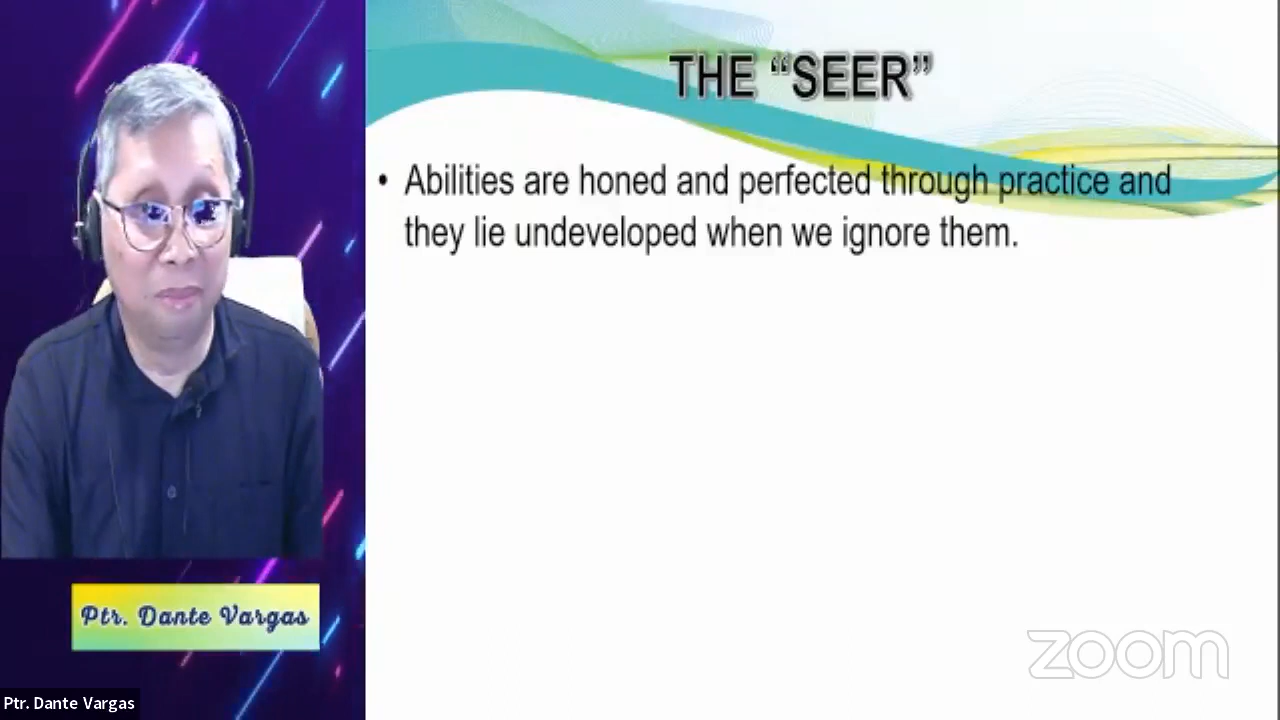 THE “SEER”
• Abilities are honed and perfected through practice and
they lie undeveloped when we ignore them.
Ptr. Dante Vargas
zoom
Ptr. Dante Vargas